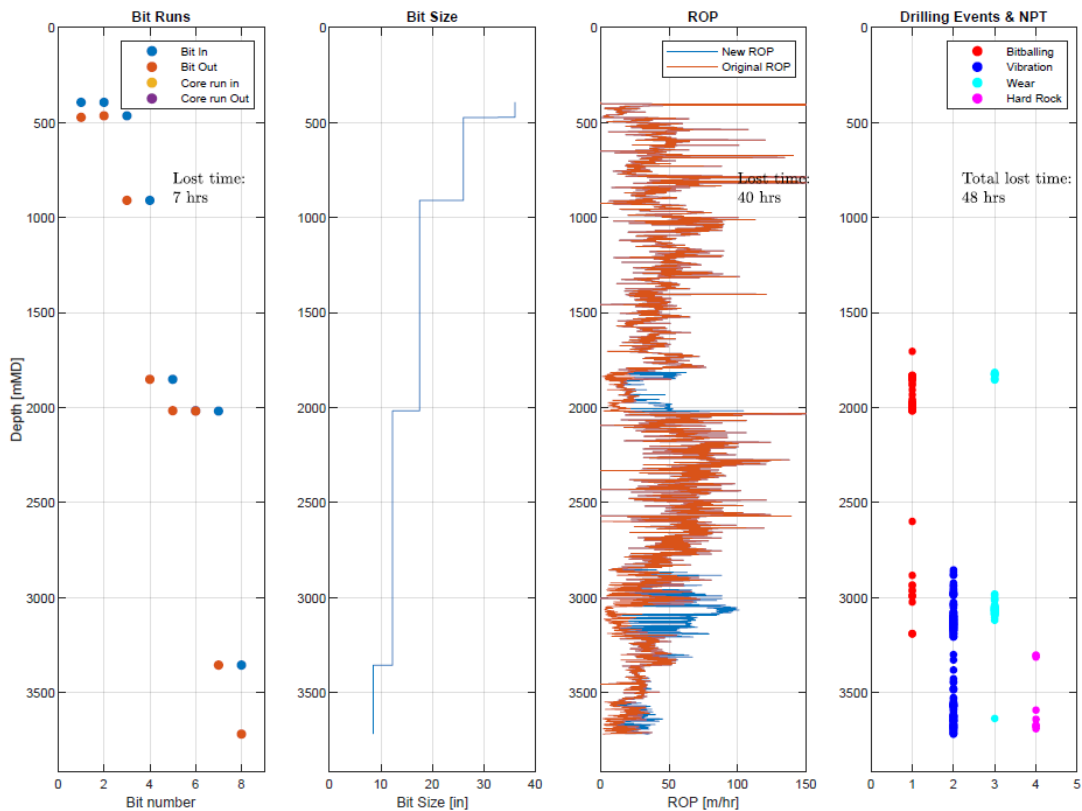 Bit Runs
Bit Size
ROP
Drilling Events & NPT
Bit In
Bit Out
Core run in
Core run Out
New ROP
Original ROP
Bitballing
Vibration
Wear
Hard Rock
Lost time:
7 hrs
Lost time:
40 hrs
Total lost time:
48 hrs
Depth [mMD]
0
500
1000
1500
2000
2500
3000
3500
0
500
1000
1500
2000
2500
3000
3500
0
500
1000
1500
2000
2500
3000
3500
0
500
1000
1500
2000
2500
3000
3500
0 2 4 6 8
0 10 20 30 40
0 50 100 150
0 1 2 3 4 5
Bit number
Bit Size [in]
ROP [m/hr]